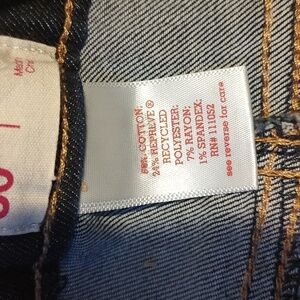 COTTON:
24% REPREVE®
RECYCLED
POLYESTER:
7% RAYON:
1% SPANDEX:
RN# 111052
see reverse for care